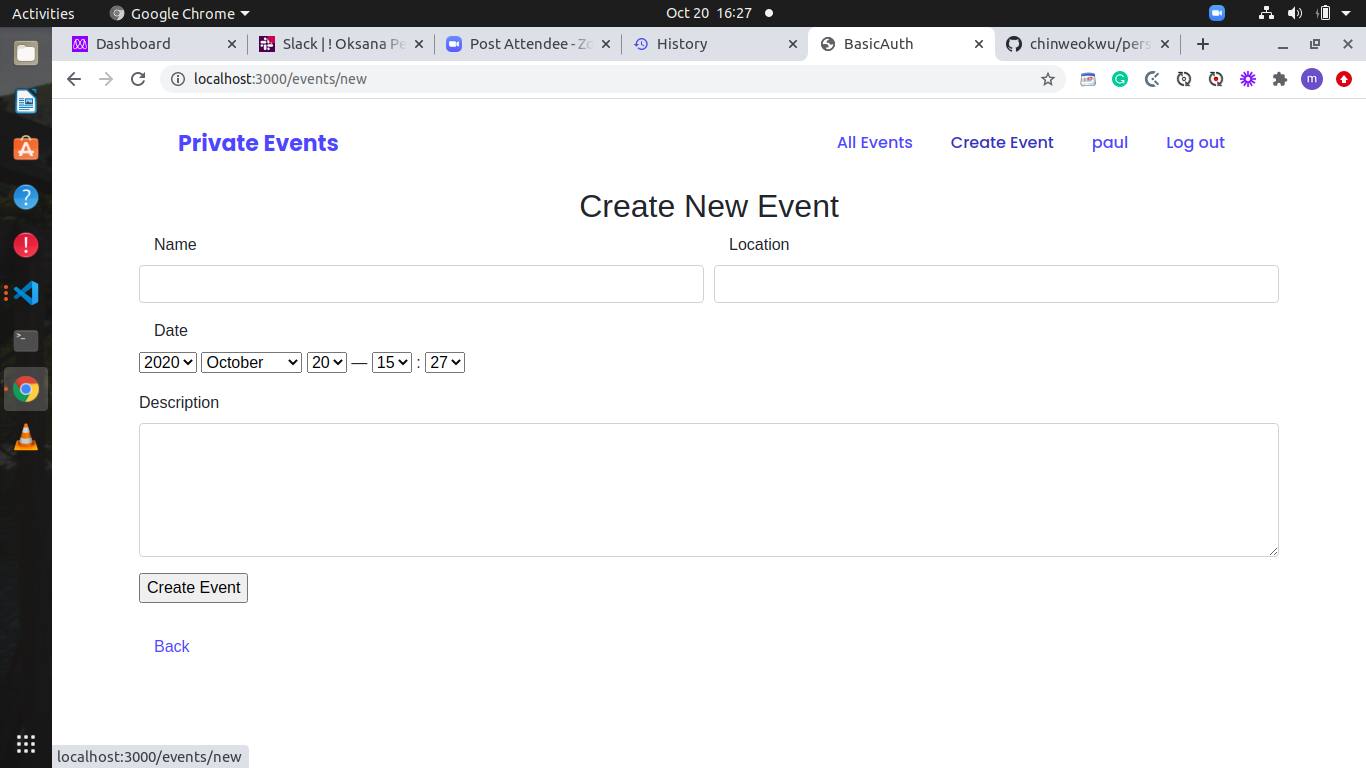 Activities Google Chrome Oct 20 16:27
Dashboard Slack | ! Oksana Pe Post Attendee - Zo History BasicAuth chinweokwu/pers
localhost:3000/events/new m
Private Events All Events Create Event paul Log out
Create New Event
Name Location
Date
2020 October 20 — 15 : 27
Description
Create Event
Back
localhost:3000/events/new